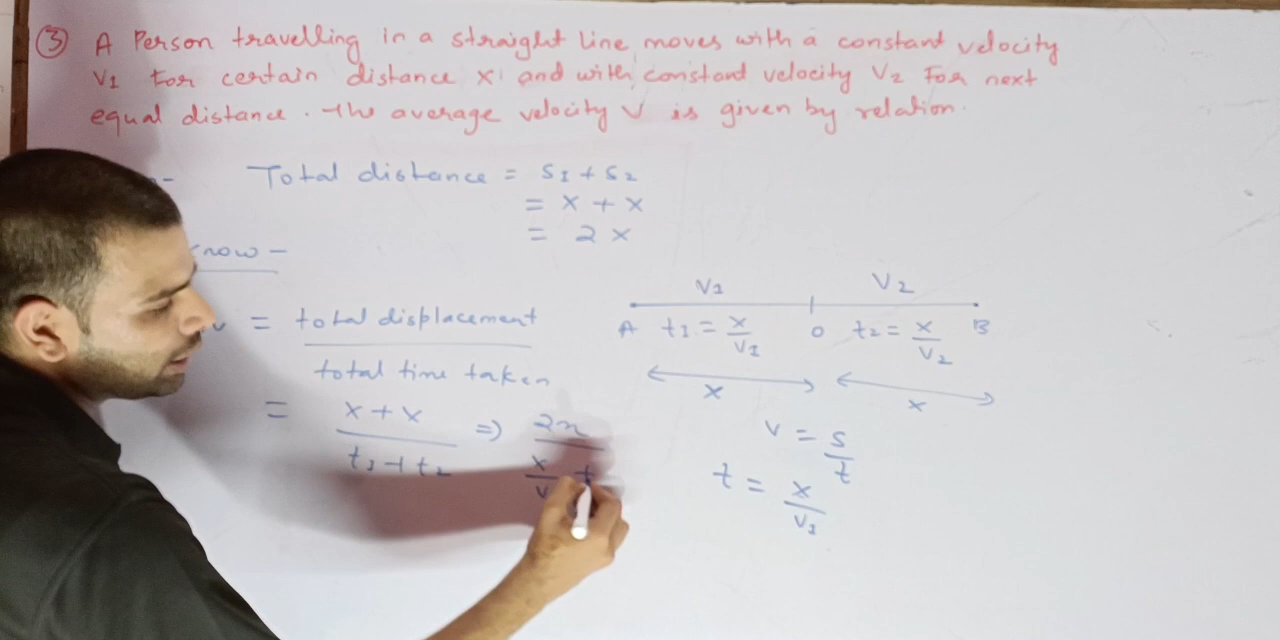 ③ A Person travelling in a straight line moves with a constant velocity
V1 for certain distance x and with constant velocity V2 for next
equal distance. The average velocity V is given by relation.
Total distance = S1 + S2
= x + x
= 2x
know -
= total displacement / total time taken
= x + x / t1 + t2 ⇒ 2x / x/v +
V1 V2
A t1 = x/V1 O t2 = x/V2 B
x x
v = s/t
t = x/V1